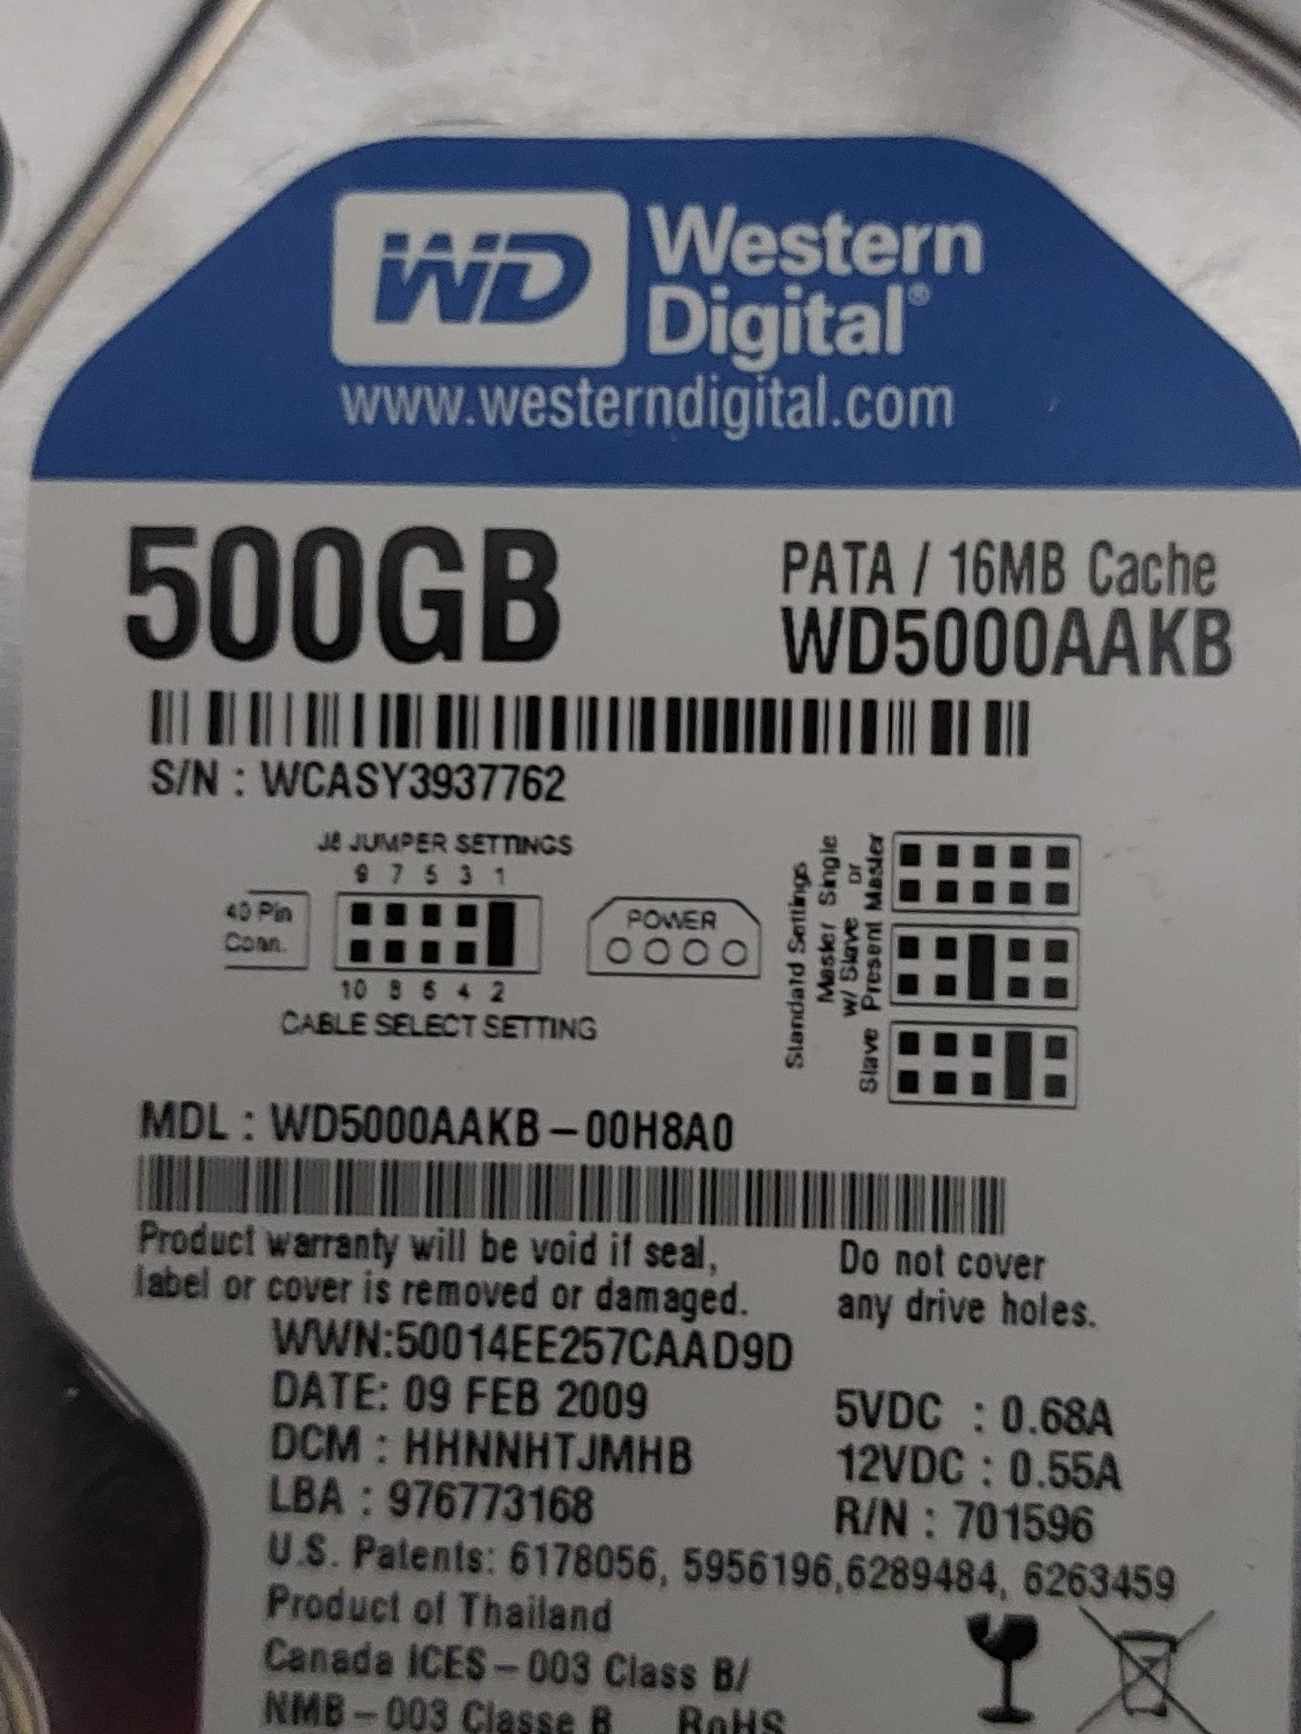 WD Western
Digital®
www.westerndigital.com
500GB
PATA / 16MB Cache
WD5000AAKB
S/N : WCASY3937762
J8 JUMPER SETTINGS
9 7 5 3 1
40 Pin
Conn.
POWER
10 8 6 4 2
CABLE SELECT SETTING
Standard Settings
Master Single
w/ Slave or
Present Master
Slave
MDL : WD5000AAKB – 00H8A0
Product warranty will be void if seal,
label or cover is removed or damaged.
Do not cover
any drive holes.
WWN:50014EE257CAAD9D
DATE: 09 FEB 2009
DCM : HHNNHTJMHB
LBA : 976773168
5VDC : 0.68A
12VDC : 0.55A
R/N : 701596
U.S. Patents: 6178056, 5956196,6289484, 6263459
Product of Thailand
Canada ICES – 003 Class B/
NMB – 003 Classe B RoHS